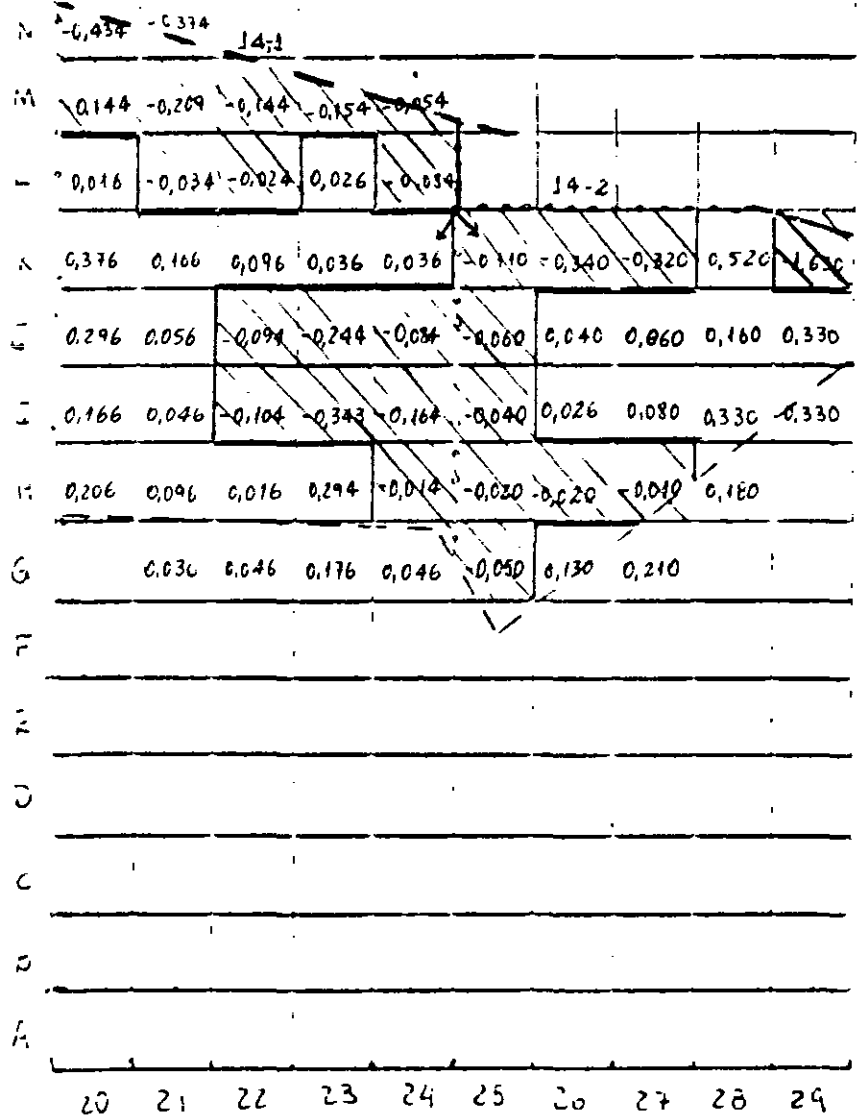 N -0,434 -0,374 14-1
M 0,144 -0,209 -0,144 -0,154 -0,054
0,016 -0,034 -0,024 0,026 -0,084 14-2
K 0,376 0,166 0,096 0,036 0,036 -0,110 -0,340 -0,320 0,520
0.296 0,056 -0,094 -0,244 -0,084 -0,060 0,040 0,060 0,160 0,330
I 0,166 0,046 -0,104 -0,343 -0,164 -0,040 0,026 0,080 0,330 0,330
H 0,206 0,096 0,016 0,294 -0,014 -0,020 -0,020 -0,010 0,180
G 0,036 0,046 0,176 0,046 -0,050 0,130 0,210
F
E
D
C
B
A
20 21 22 23 24 25 26 27 28 29